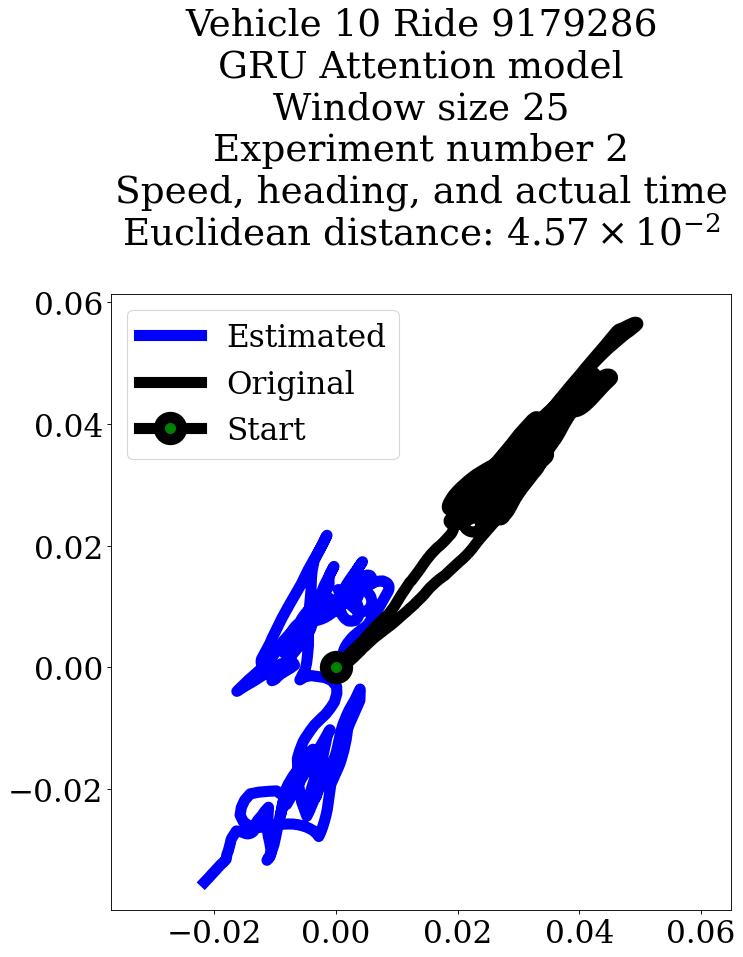 Vehicle 10 Ride 9179286
GRU Attention model
Window size 25
Experiment number 2
Speed, heading, and actual time
Euclidean distance: 4.57 × 10⁻²
Estimated
Original
Start
0.06
0.04
0.02
0.00
−0.02
−0.02 0.00 0.02 0.04 0.06